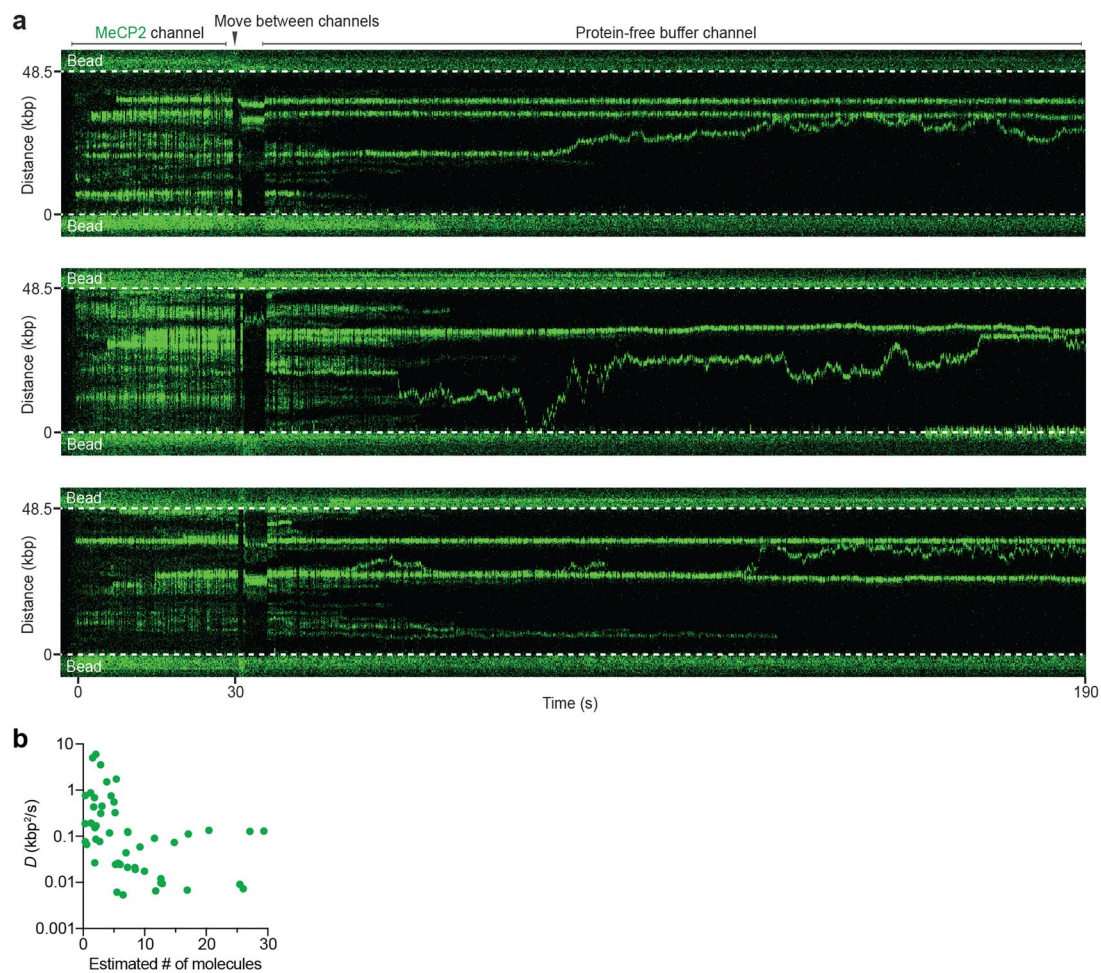 a
Move between channels
MeCP2 channel
Protein-free buffer channel
Bead
48.5
Distance (kbp)
0
Bead
Bead
48.5
Distance (kbp)
0
Bead
Bead
48.5
Distance (kbp)
0
Bead
0 30 190
Time (s)
b
10
1
0.1
0.01
0.001
D (kbp²/s)
0 10 20 30
Estimated # of molecules